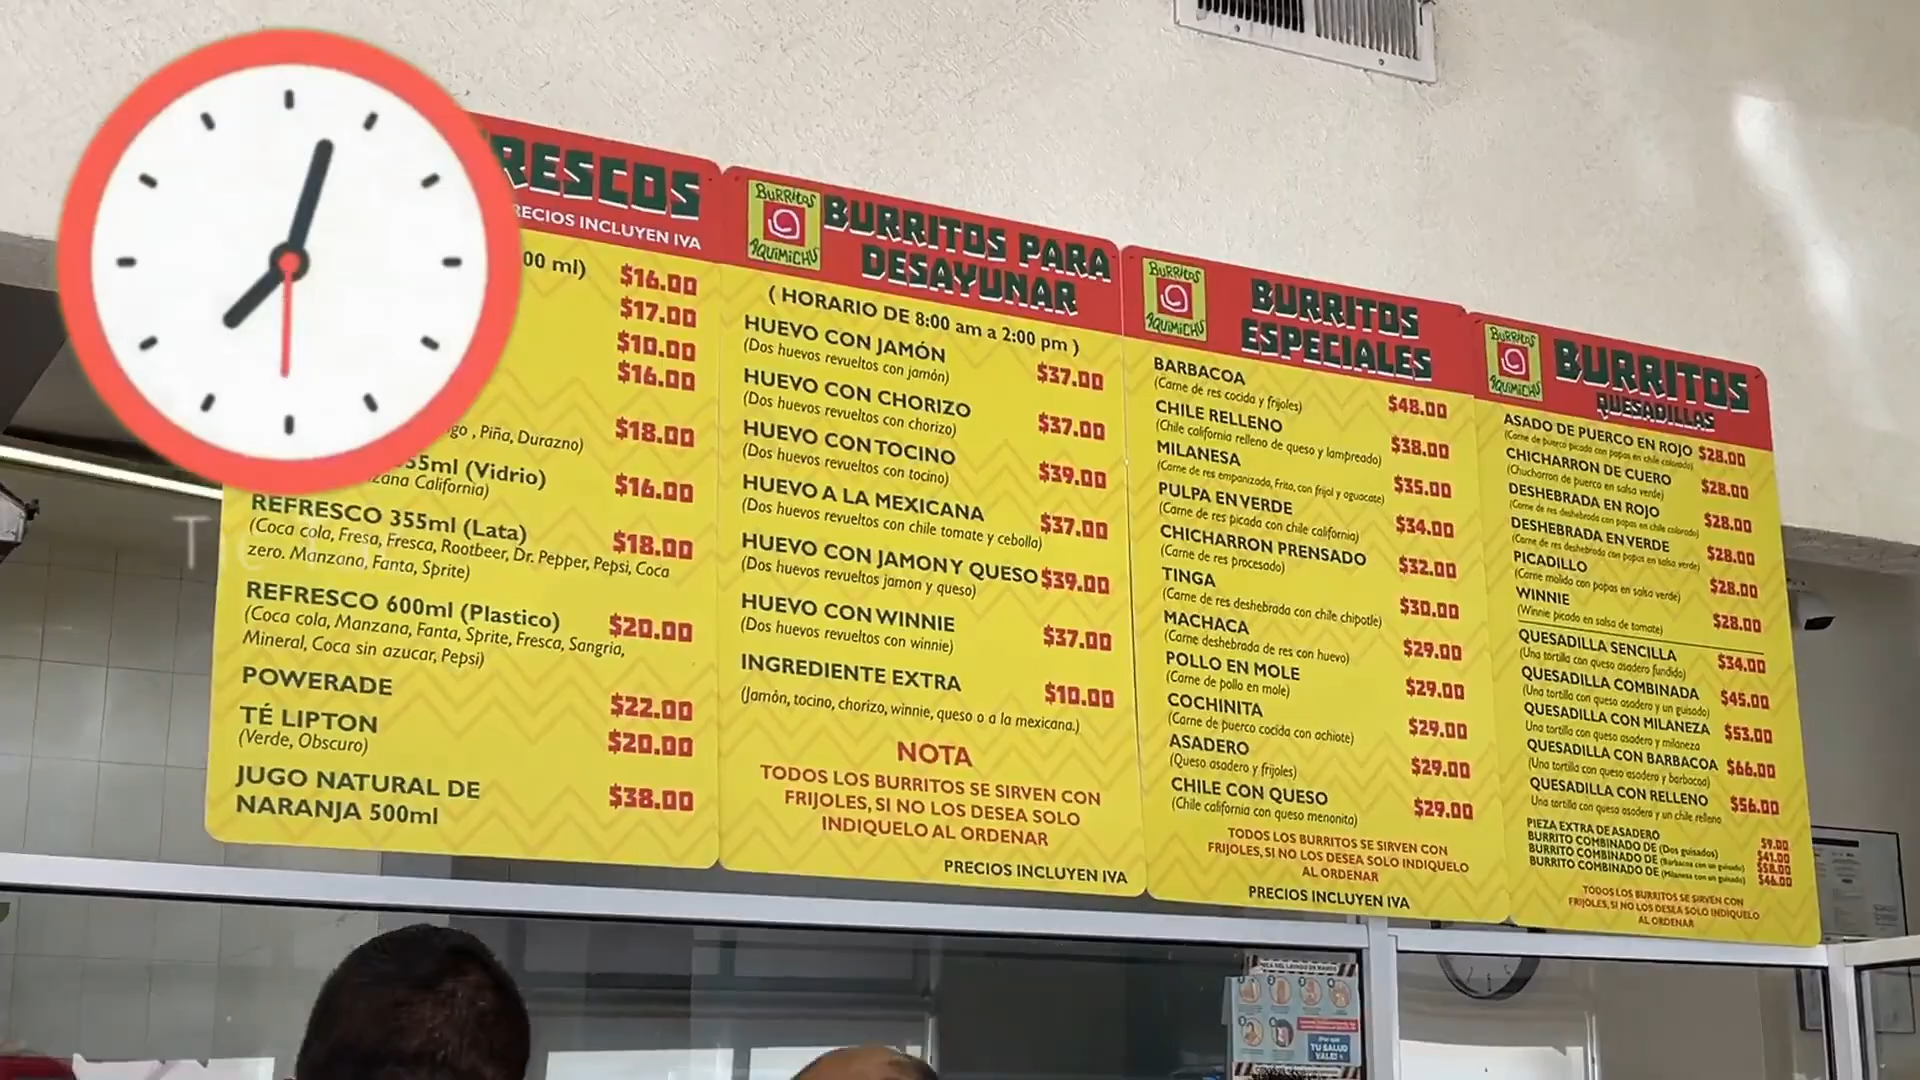 RESCOS
RECIOS INCLUYEN IVA
00 ml)
$16.00
$17.00
$10.00
$16.00
go , Piña, Durazno)
$18.00
55ml (Vidrio)
zana California)
$16.00
REFRESCO 355ml (Lata)
(Coca cola, Fresa, Fresca, Rootbeer, Dr. Pepper, Pepsi, Coca
zero. Manzana, Fanta, Sprite)
$18.00
REFRESCO 600ml (Plastico)
(Coca cola, Manzana, Fanta, Sprite, Fresca, Sangria,
Mineral, Coca sin azucar, Pepsi)
$20.00
POWERADE
$22.00
TÉ LIPTON
(Verde, Obscuro)
$20.00
JUGO NATURAL DE
NARANJA 500ml
$38.00
BURRITOS
AQUIMICHU
BURRITOS PARA
DESAYUNAR
( HORARIO DE 8:00 am a 2:00 pm )
HUEVO CON JAMÓN
(Dos huevos revueltos con jamòn)
$37.00
HUEVO CON CHORIZO
(Dos huevos revueltos con chorizo)
$37.00
HUEVO CON TOCINO
(Dos huevos revueltos con tocino)
$39.00
HUEVO A LA MEXICANA
(Dos huevos revueltos con chile tomate y cebolla)
$37.00
HUEVO CON JAMON Y QUESO
(Dos huevos revueltos jamon y queso)
$39.00
HUEVO CON WINNIE
(Dos huevos revueltos con winnie)
$37.00
INGREDIENTE EXTRA
(Jamòn, tocino, chorizo, winnie, queso o a la mexicana.)
$10.00
NOTA
TODOS LOS BURRITOS SE SIRVEN CON
FRIJOLES, SI NO LOS DESEA SOLO
INDIQUELO AL ORDENAR
PRECIOS INCLUYEN IVA
BURRITOS
AQUIMICHU
BURRITOS
ESPECIALES
BARBACOA
(Carne de res cocida y frijoles)
$48.00
CHILE RELLENO
(Chile california relleno de queso y lampreado)
$38.00
MILANESA
(Carne de res empanizada, Frita, con frijol y aguacate)
$35.00
PULPA EN VERDE
(Carne de res picada con chile california)
$34.00
CHICHARRON PRENSADO
(Carne de res procesado)
$32.00
TINGA
(Carne de res deshebrada con chile chipotle)
$30.00
MACHACA
(Carne deshebrada de res con huevo)
$29.00
POLLO EN MOLE
(Carne de pollo en mole)
$29.00
COCHINITA
(Carne de puerco cocida con achiote)
$29.00
ASADERO
(Queso asadero y frijoles)
$29.00
CHILE CON QUESO
(Chile california con queso menonita)
$29.00
TODOS LOS BURRITOS SE SIRVEN CON
FRIJOLES, SI NO LOS DESEA SOLO INDIQUELO
AL ORDENAR
PRECIOS INCLUYEN IVA
BURRITOS
AQUIMICHU
BURRITOS
QUESADILLAS
ASADO DE PUERCO EN ROJO
(Carne de puerco picada con papas en chile colorado)
$28.00
CHICHARRON DE CUERO
(Chucharron de puerco en salsa verde)
$28.00
DESHEBRADA EN ROJO
(Carne de res deshebrada con papas en chile colorado)
$28.00
DESHEBRADA EN VERDE
(Carne de res deshebrada con papas en salsa verde)
$28.00
PICADILLO
(Carne molida con papas en salsa verde)
$28.00
WINNIE
(Winnie picado en salsa de tomate)
$28.00
QUESADILLA SENCILLA
(Una tortilla con queso asadero fundido)
$34.00
QUESADILLA COMBINADA
(Una tortilla con queso asadero y un guisado)
$45.00
QUESADILLA CON MILANEZA
Una tortilla con queso asadero y milaneza
$53.00
QUESADILLA CON BARBACOA
(Una tortilla con queso asadero y barbacoa)
$66.00
QUESADILLA CON RELLENO
Una tortilla con queso asadero y un chile relleno
$56.00
PIEZA EXTRA DE ASADERO
$9.00
BURRITO COMBINADO DE (Dos guisados)
$41.00
BURRITO COMBINADO DE (Barbacoa con un guisado)
$58.00
BURRITO COMBINADO DE (Milanesa con un guisado)
$46.00
TODOS LOS BURRITOS SE SIRVEN CON
FRIJOLES, SI NO LOS DESEA SOLO INDIQUELO
AL ORDENAR
TU SALUD
VALE!